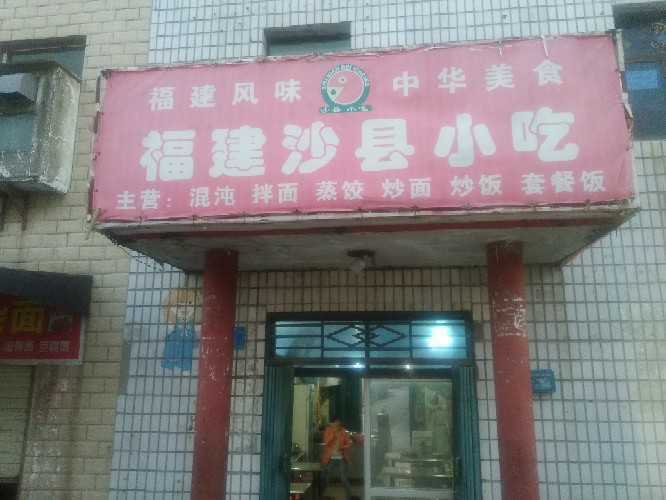 福建风味 中华美食
福建沙县小吃
主营：混沌 拌面 蒸饺 炒面 炒饭 套餐饭
面